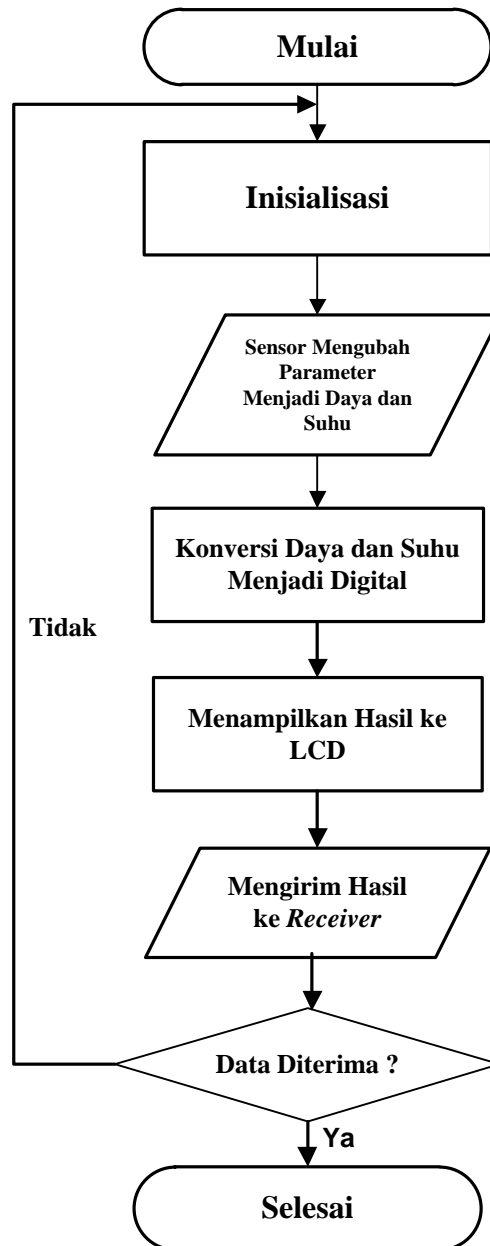 Mulai
Inisialisasi
Sensor Mengubah
Parameter
Menjadi Daya dan
Suhu
Konversi Daya dan Suhu
Menjadi Digital
Tidak
Menampilkan Hasil ke
LCD
Mengirim Hasil
ke Receiver
Data Diterima ?
Ya
Selesai